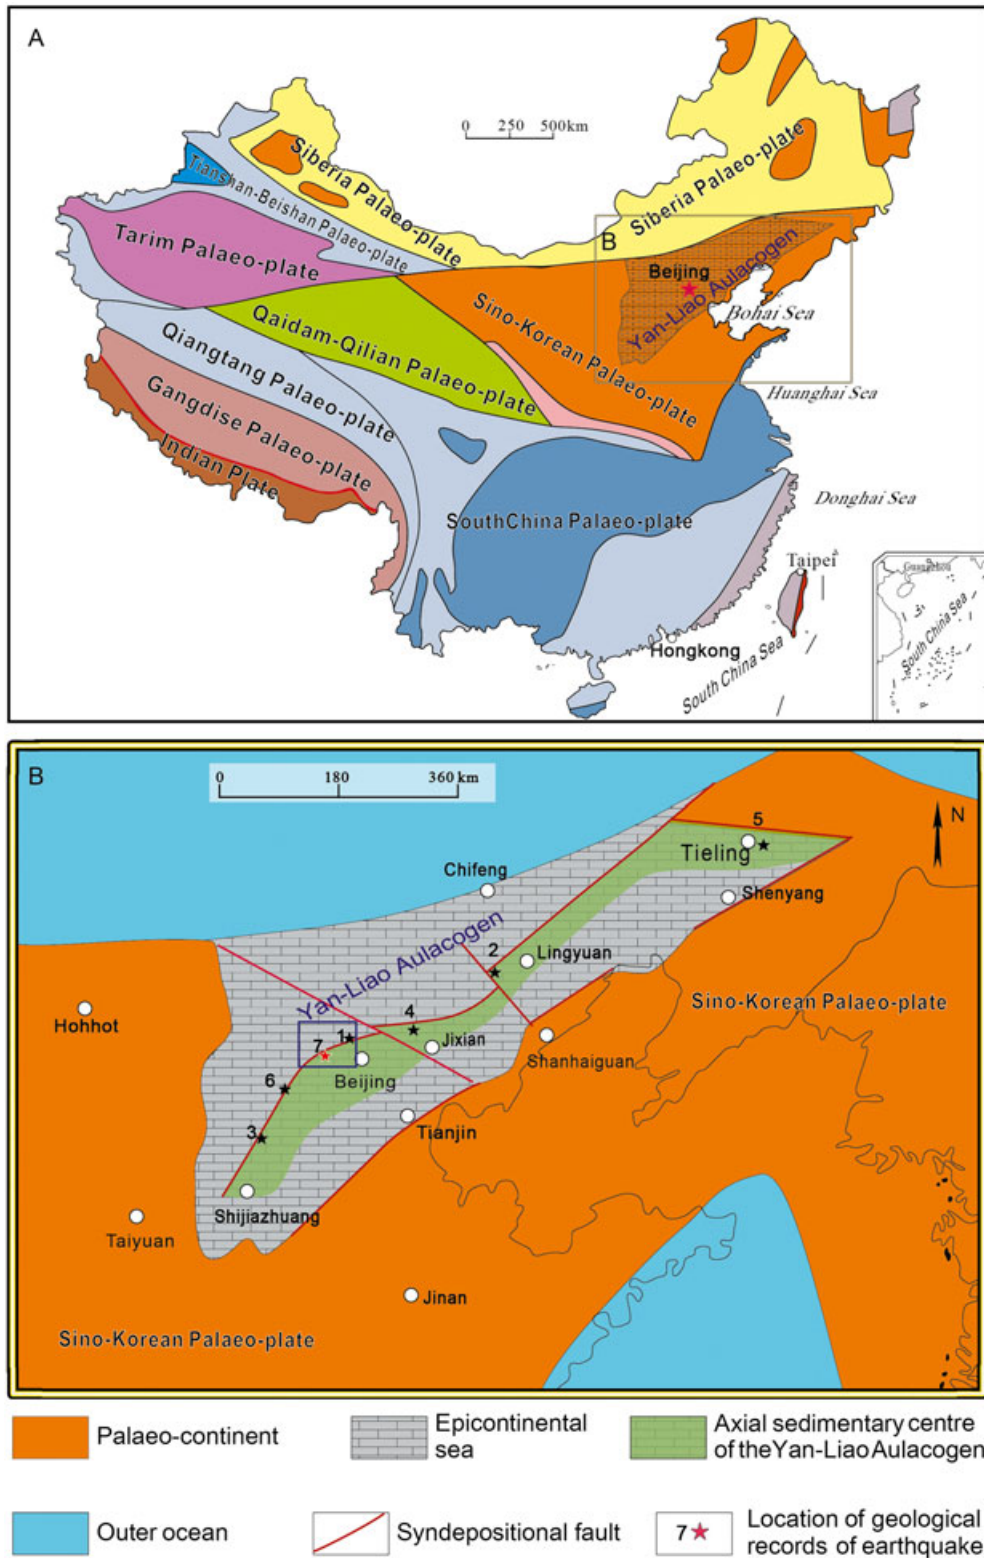 A
0 250 500km
Siberia Palaeo-plate
Tianshan-Beishan Palaeo-plate
Tarim Palaeo-plate
Siberia Palaeo-plate
B
Beijing
Yan-Liao Aulacogen
Bohai Sea
Sino-Korean Palaeo-plate
Qaidam-Qilian Palaeo-plate
Qiangtang Palaeo-plate
Gangdise Palaeo-plate
Indian Plate
Huanghai Sea
Donghai Sea
SouthChina Palaeo-plate
Taipei
Hongkong
South China Sea
Guangzhou
South China Sea
B
0 180 360 km
N
5
Tieling
Chifeng
Shenyang
Yan-Liao Aulacogen
2
Lingyuan
Sino-Korean Palaeo-plate
Hohhot
4
1
7
Jixian
Shanhaiguan
Beijing
6
Tianjin
3
Shijiazhuang
Taiyuan
Jinan
Sino-Korean Palaeo-plate
Palaeo-continent
Epicontinental
sea
Axial sedimentary centre
of the Yan-Liao Aulacogen
Outer ocean
Syndepositional fault
7
Location of geological
records of earthquake